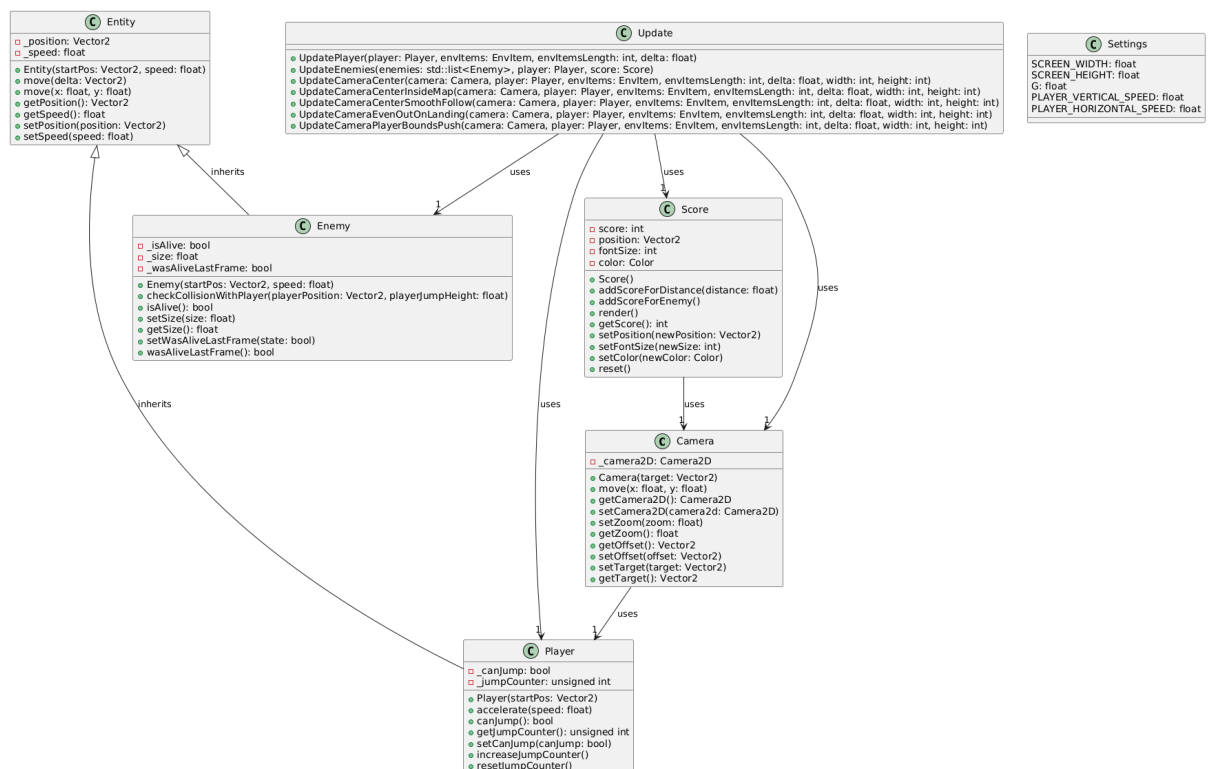 C Entity
_position: Vector2
_speed: float
Entity(startPos: Vector2, speed: float)
move(delta: Vector2)
move(x: float, y: float)
getPosition(): Vector2
getSpeed(): float
setPosition(position: Vector2)
setSpeed(speed: float)
C Update
UpdatePlayer(player: Player, envItems: EnvItem, envItemsLength: int, delta: float)
UpdateEnemies(enemies: std::list<Enemy>, player: Player, score: Score)
UpdateCameraCenter(camera: Camera, player: Player, envItems: EnvItem, envItemsLength: int, delta: float, width: int, height: int)
UpdateCameraCenterInsideMap(camera: Camera, player: Player, envItems: EnvItem, envItemsLength: int, delta: float, width: int, height: int)
UpdateCameraCenterSmoothFollow(camera: Camera, player: Player, envItems: EnvItem, envItemsLength: int, delta: float, width: int, height: int)
UpdateCameraEvenOutOnLanding(camera: Camera, player: Player, envItems: EnvItem, envItemsLength: int, delta: float, width: int, height: int)
UpdateCameraPlayerBoundsPush(camera: Camera, player: Player, envItems: EnvItem, envItemsLength: int, delta: float, width: int, height: int)
C Settings
SCREEN_WIDTH: float
SCREEN_HEIGHT: float
G: float
PLAYER_VERTICAL_SPEED: float
PLAYER_HORIZONTAL_SPEED: float
inherits
uses
uses
1
1
C Enemy
_isAlive: bool
_size: float
_wasAliveLastFrame: bool
Enemy(startPos: Vector2, speed: float)
checkCollisionWithPlayer(playerPosition: Vector2, playerJumpHeight: float)
isAlive(): bool
setSize(size: float)
getSize(): float
setWasAliveLastFrame(state: bool)
wasAliveLastFrame(): bool
C Score
score: int
position: Vector2
fontSize: int
color: Color
Score()
addScoreForDistance(distance: float)
addScoreForEnemy()
render()
getScore(): int
setPosition(newPosition: Vector2)
setFontSize(newSize: int)
setColor(newColor: Color)
reset()
uses
inherits
uses
uses
1
1
C Camera
_camera2D: Camera2D
Camera(target: Vector2)
move(x: float, y: float)
getCamera2D(): Camera2D
setCamera2D(camera2d: Camera2D)
setZoom(zoom: float)
getZoom(): float
getOffset(): Vector2
setOffset(offset: Vector2)
setTarget(target: Vector2)
getTarget(): Vector2
uses
1
1
C Player
_canJump: bool
_jumpCounter: unsigned int
Player(startPos: Vector2)
accelerate(speed: float)
canJump(): bool
getJumpCounter(): unsigned int
setCanJump(canJump: bool)
increaseJumpCounter()
resetJumpCounter()